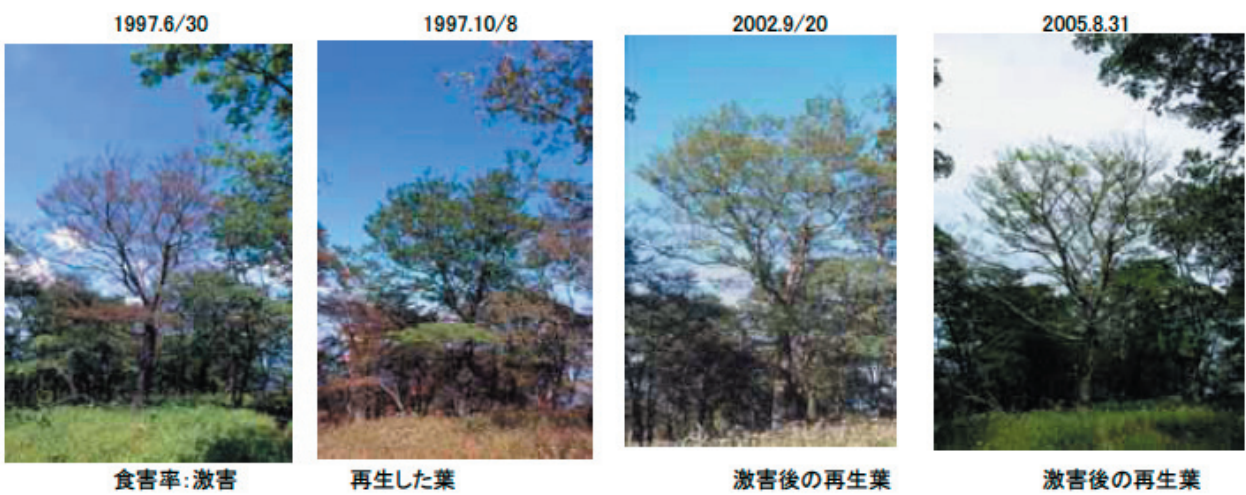 1997.6/30
1997.10/8
2002.9/20
2005.8.31
食害率:激害
再生した葉
激害後の再生葉
激害後の再生葉